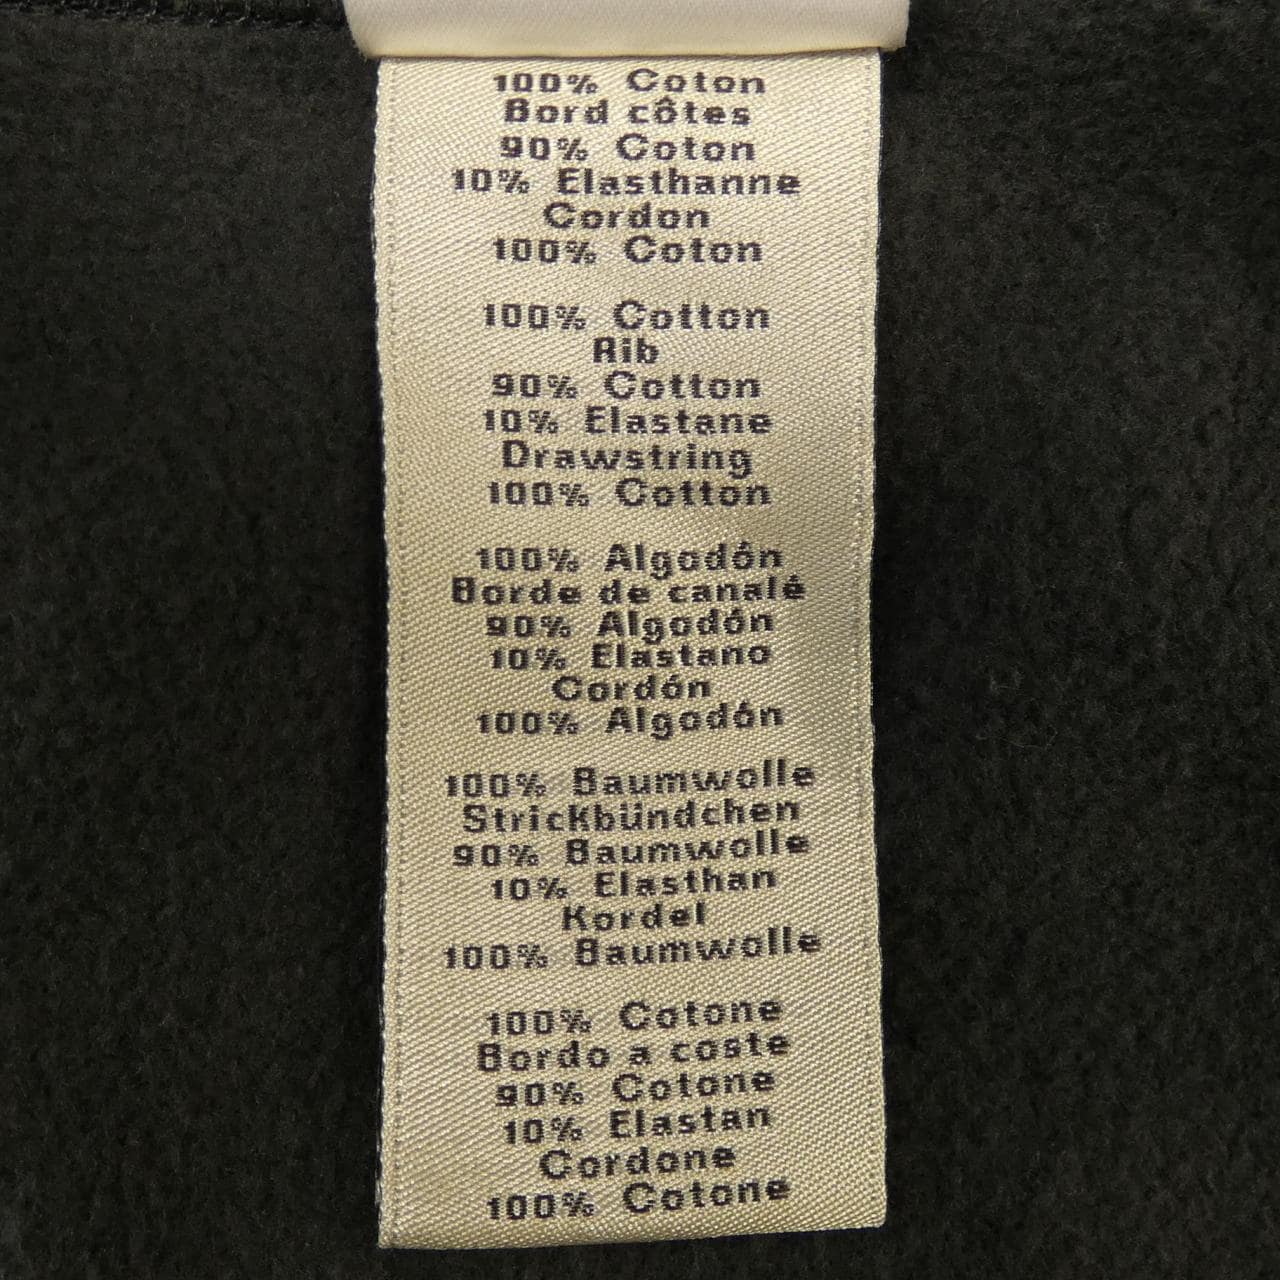 100% Coton
Bord côtes
90% Coton
10% Elasthanne
Cordon
100% Coton
100% Cotton
Rib
90% Cotton
10% Elastane
Drawstring
100% Cotton
100% Algodón
Borde de canalé
90% Algodón
10% Elastano
Cordón
100% Algodón
100% Baumwolle
Strickbündchen
90% Baumwolle
10% Elasthan
Kordel
100% Baumwolle
100% Cotone
Bordo a coste
90% Cotone
10% Elastan
Cordone
100% Cotone